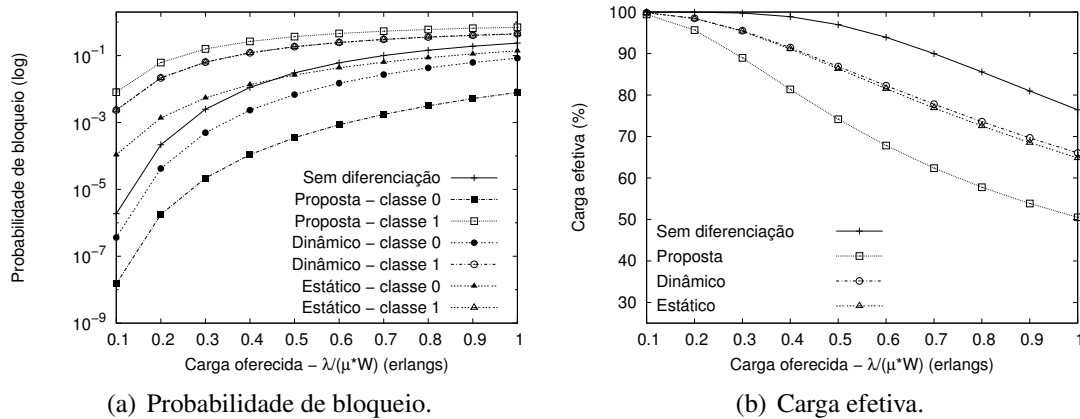 Probabilidade de bloqueio (log)
10⁻¹
10⁻³
10⁻⁵
10⁻⁷
10⁻⁹
Sem diferenciação
Proposta − classe 0
Proposta − classe 1
Dinâmico − classe 0
Dinâmico − classe 1
Estático − classe 0
Estático − classe 1
0.1 0.2 0.3 0.4 0.5 0.6 0.7 0.8 0.9 1
Carga oferecida − λ/(μ*W) (erlangs)
(a) Probabilidade de bloqueio.
Carga efetiva (%)
100
90
80
70
60
50
40
30
Sem diferenciação
Proposta
Dinâmico
Estático
0.1 0.2 0.3 0.4 0.5 0.6 0.7 0.8 0.9 1
Carga oferecida − λ/(μ*W) (erlangs)
(b) Carga efetiva.